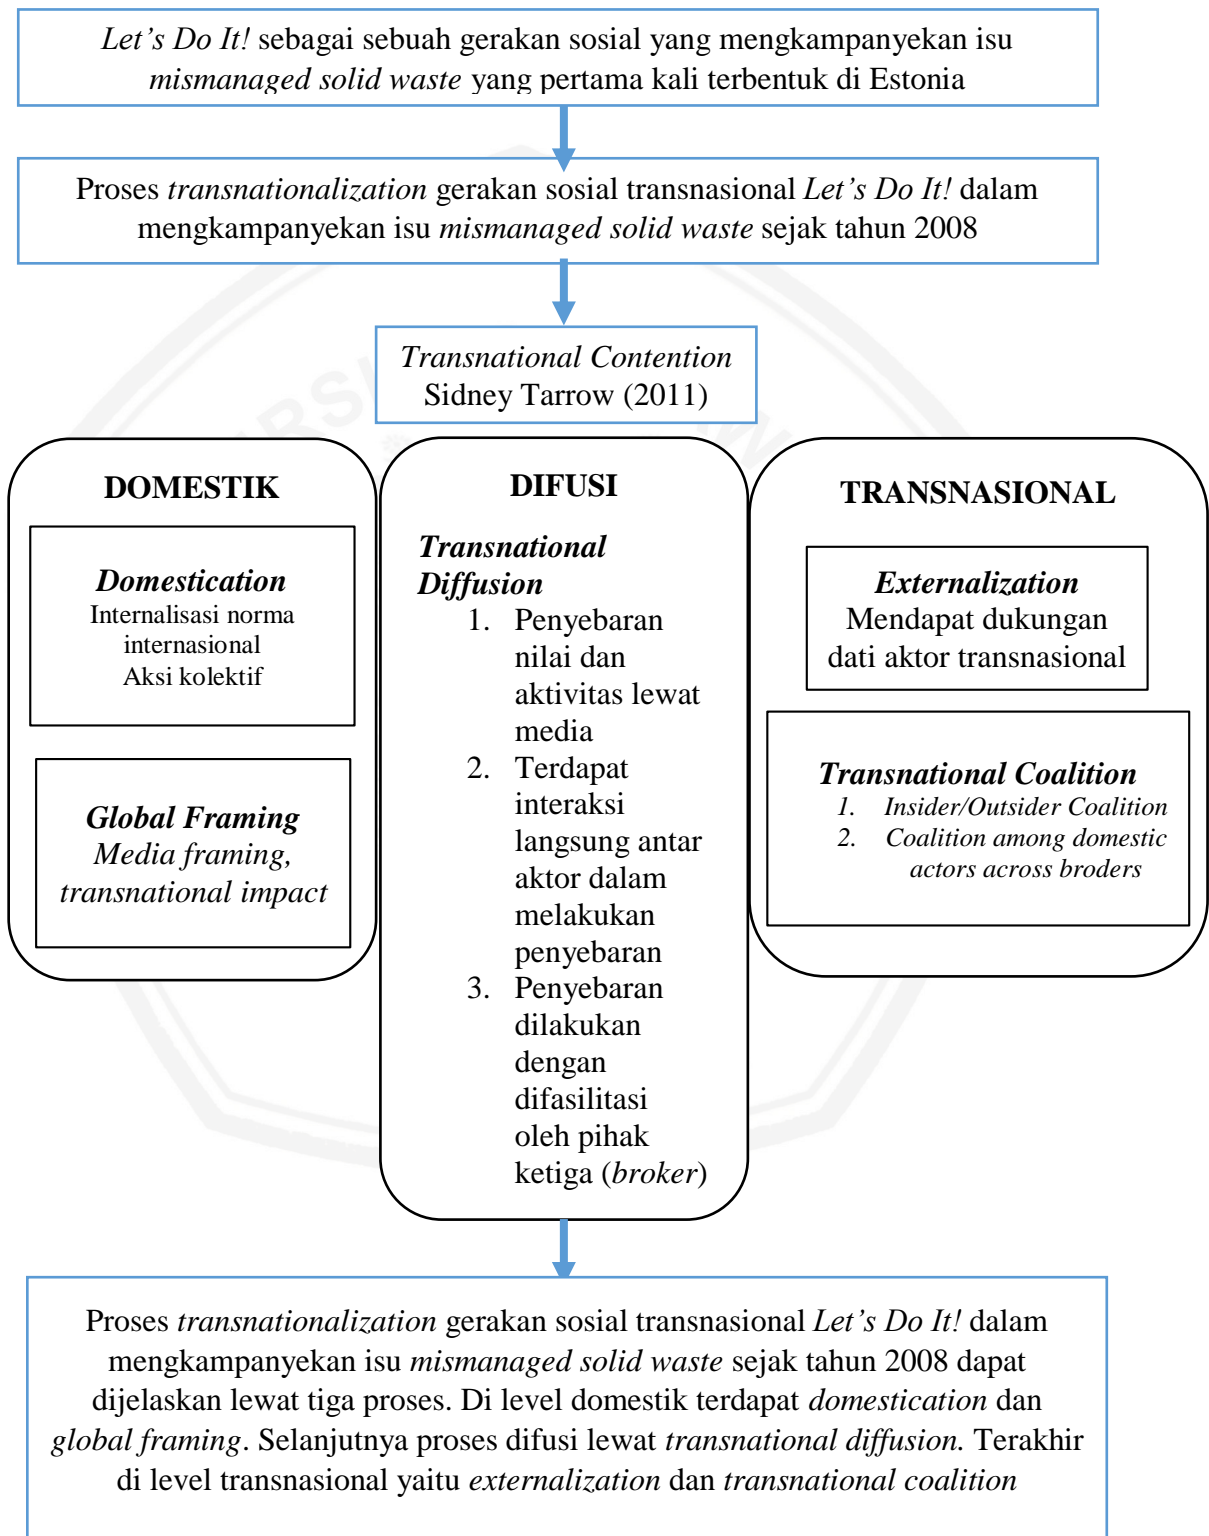 Let's Do It! sebagai sebuah gerakan sosial yang mengkampanyekan isu
mismanaged solid waste yang pertama kali terbentuk di Estonia
Proses transnationalization gerakan sosial transnasional Let's Do It! dalam
mengkampanyekan isu mismanaged solid waste sejak tahun 2008
Transnational Contention
Sidney Tarrow (2011)
DOMESTIK
Domestication
Internalisasi norma
internasional
Aksi kolektif
Global Framing
Media framing,
transnational impact
DIFUSI
Transnational
Diffusion
1. Penyebaran
nilai dan
aktivitas lewat
media
2. Terdapat
interaksi
langsung antar
aktor dalam
melakukan
penyebaran
3. Penyebaran
dilakukan
dengan
difasilitasi
oleh pihak
ketiga (broker)
TRANSNASIONAL
Externalization
Mendapat dukungan
dati aktor transnasional
Transnational Coalition
1. Insider/Outsider Coalition
2. Coalition among domestic
actors across broders
Proses transnationalization gerakan sosial transnasional Let's Do It! dalam
mengkampanyekan isu mismanaged solid waste sejak tahun 2008 dapat
dijelaskan lewat tiga proses. Di level domestik terdapat domestication dan
global framing. Selanjutnya proses difusi lewat transnational diffusion. Terakhir
di level transnasional yaitu externalization dan transnational coalition